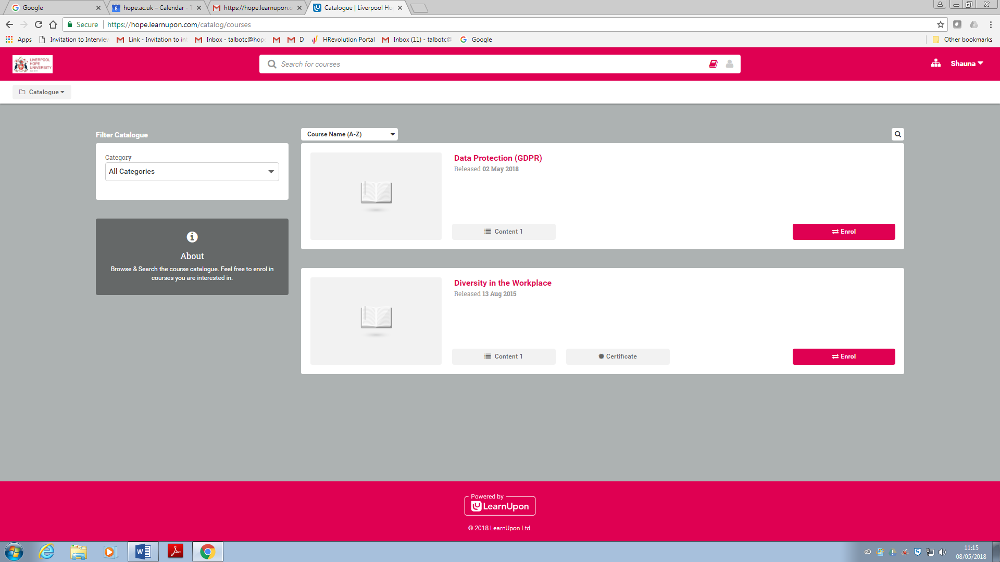 Google
hope.ac.uk – Calendar -
https://hope.learnupon.c
Catalogue | Liverpool Ho
Secure
https://hope.learnupon.com/catalog/courses
Apps
Invitation to Interview
Link - Invitation to in
Inbox - talbotc@hop
D
HRevolution Portal
Inbox (11) - talbotc@
Google
Other bookmarks
LIVERPOOL
HOPE
UNIVERSITY
Search for courses
Shauna
Catalogue
Filter Catalogue
Category
All Categories
About
Browse & Search the course catalogue. Feel free to enrol in
courses you are interested in.
Course Name (A-Z)
Data Protection (GDPR)
Released 02 May 2018
Content 1
Enrol
Diversity in the Workplace
Released 13 Aug 2015
Content 1
Certificate
Enrol
Powered by
LearnUpon
© 2018 LearnUpon Ltd.
11:15
08/05/2018